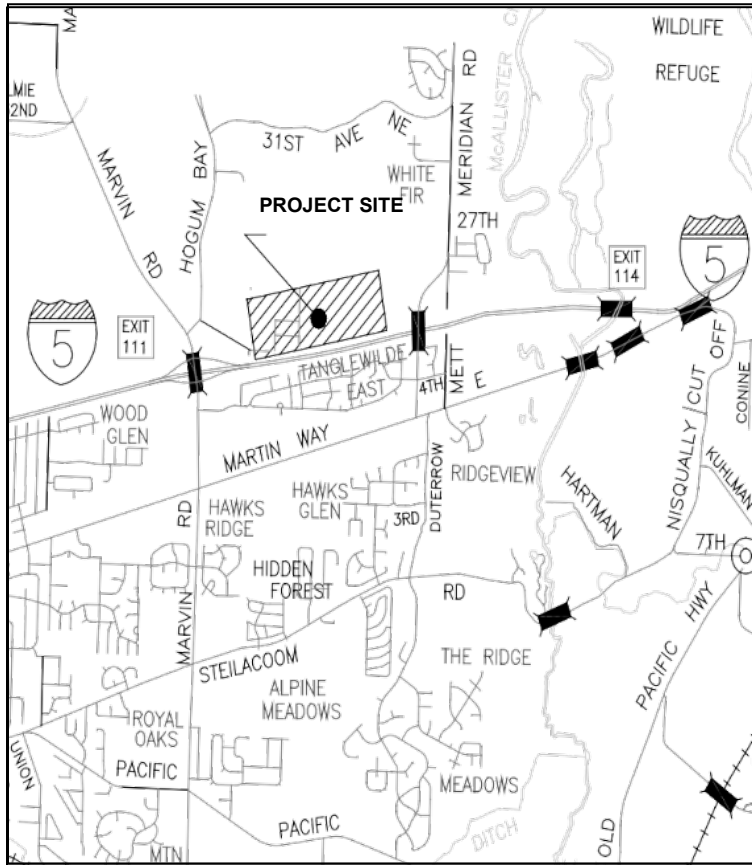 MA
WILDLIFE
REFUGE
MIE
2ND
MARVIN RD
HOGUM BAY
31ST AVE NE
WHITE
FIR
MERIDIAN RD
McALLISTER C
PROJECT SITE
27TH
EXIT
114
5
5
EXIT
111
TANGLEWILDE
EAST
4TH
METT
E
NISQUALLY CUT OFF
CONINE
WOOD
GLEN
MARTIN WAY
DUTERROW
RIDGEVIEW
KUHLMAN
HAWKS
RIDGE
HAWKS
GLEN
3RD
HARTMAN
7TH
MARVIN RD
HIDDEN
FOREST
STEILACOOM RD
THE RIDGE
ALPINE
MEADOWS
OLD PACIFIC HWY
ROYAL
OAKS
UNION
PACIFIC
MEADOWS
PACIFIC
DITCH
MTN